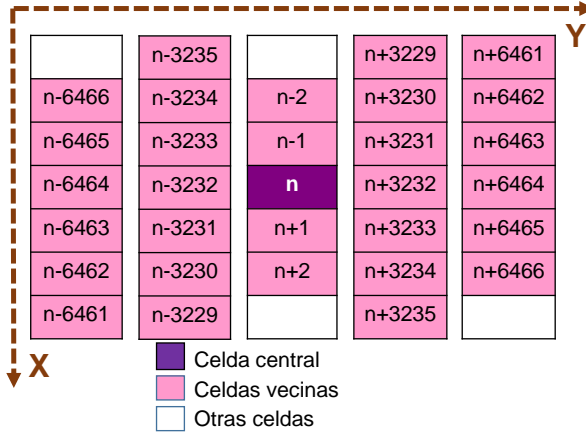 Y
n-3235 n+3229 n+6461
n-6466 n-3234 n-2 n+3230 n+6462
n-6465 n-3233 n-1 n+3231 n+6463
n-6464 n-3232 n n+3232 n+6464
n-6463 n-3231 n+1 n+3233 n+6465
n-6462 n-3230 n+2 n+3234 n+6466
n-6461 n-3229 n+3235
X
Celda central
Celdas vecinas
Otras celdas